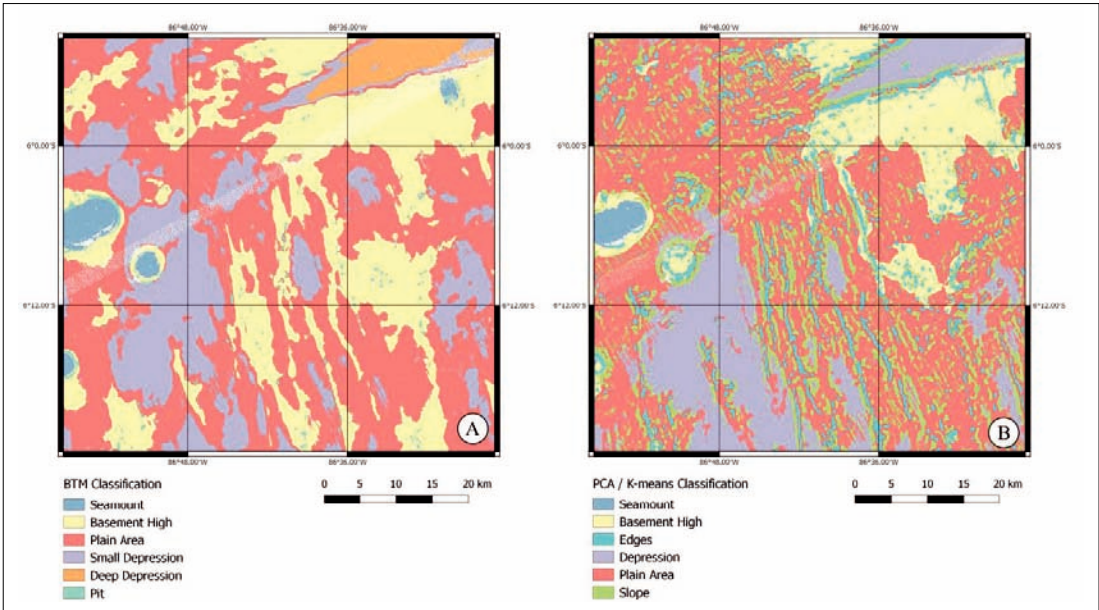 86°48.00'W 86°36.00'W
6°0.00'S 6°0.00'S
6°12.00'S 6°12.00'S
A
86°48.00'W 86°36.00'W
BTM Classification
0 5 10 15 20 km
Seamount
Basement High
Plain Area
Small Depression
Deep Depression
Pit
86°48.00'W 86°36.00'W
6°0.00'S 6°0.00'S
6°12.00'S 6°12.00'S
B
86°48.00'W 86°36.00'W
PCA / K-means Classification
0 5 10 15 20 km
Seamount
Basement High
Edges
Depression
Plain Area
Slope